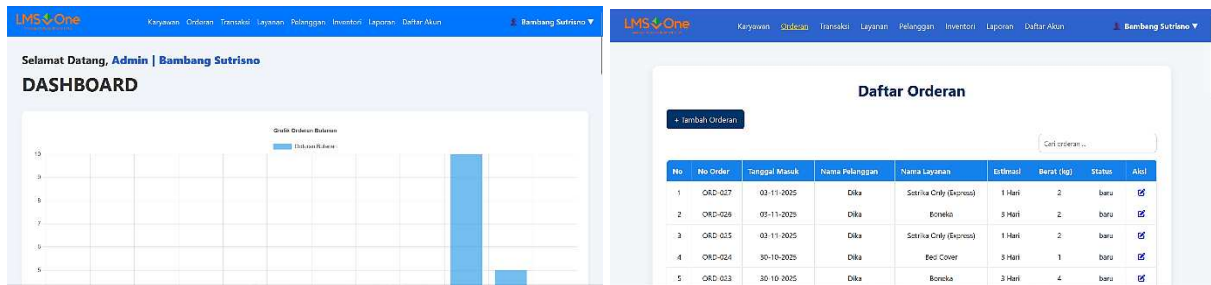 LMS One
Karyawan Orderan Transaksi Layanan Pelanggan Inventori Laporan Daftar Akun
Bambang Sutrisno ▼
Selamat Datang, Admin | Bambang Sutrisno
DASHBOARD
Grafik Orderan Bulanan
Orderan Bulanan
10
9
8
7
6
5
LMS One
Karyawan Orderan Transaksi Layanan Pelanggan Inventori Laporan Daftar Akun
Bambang Sutrisno ▼
Daftar Orderan
+ Tambah Orderan
Cari orderan...
No No Order Tanggal Masuk Nama Pelanggan Nama Layanan Estimasi Berat (kg) Status Aksi
1 ORD-027 03-11-2025 Dika Setrika Only (Express) 1 Hari 2 baru
2 ORD-026 03-11-2025 Dika Boneka 3 Hari 2 baru
3 ORD-025 03-11-2025 Dika Setrika Only (Express) 1 Hari 2 baru
4 ORD-024 30-10-2025 Dika Bed Cover 3 Hari 1 baru
5 ORD-023 30-10-2025 Dika Boneka 3 Hari 4 baru